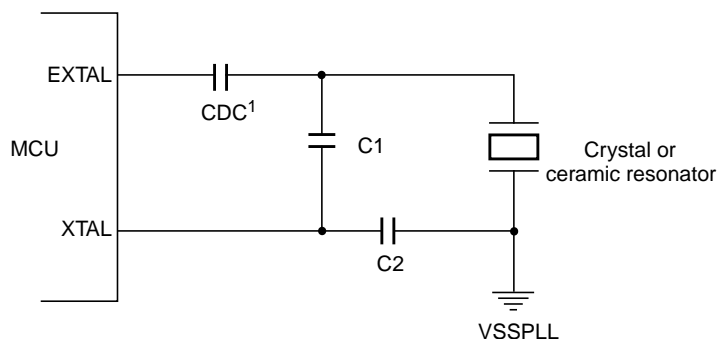 EXTAL
CDC1
MCU
C1
Crystal or
ceramic resonator
XTAL
C2
VSSPLL